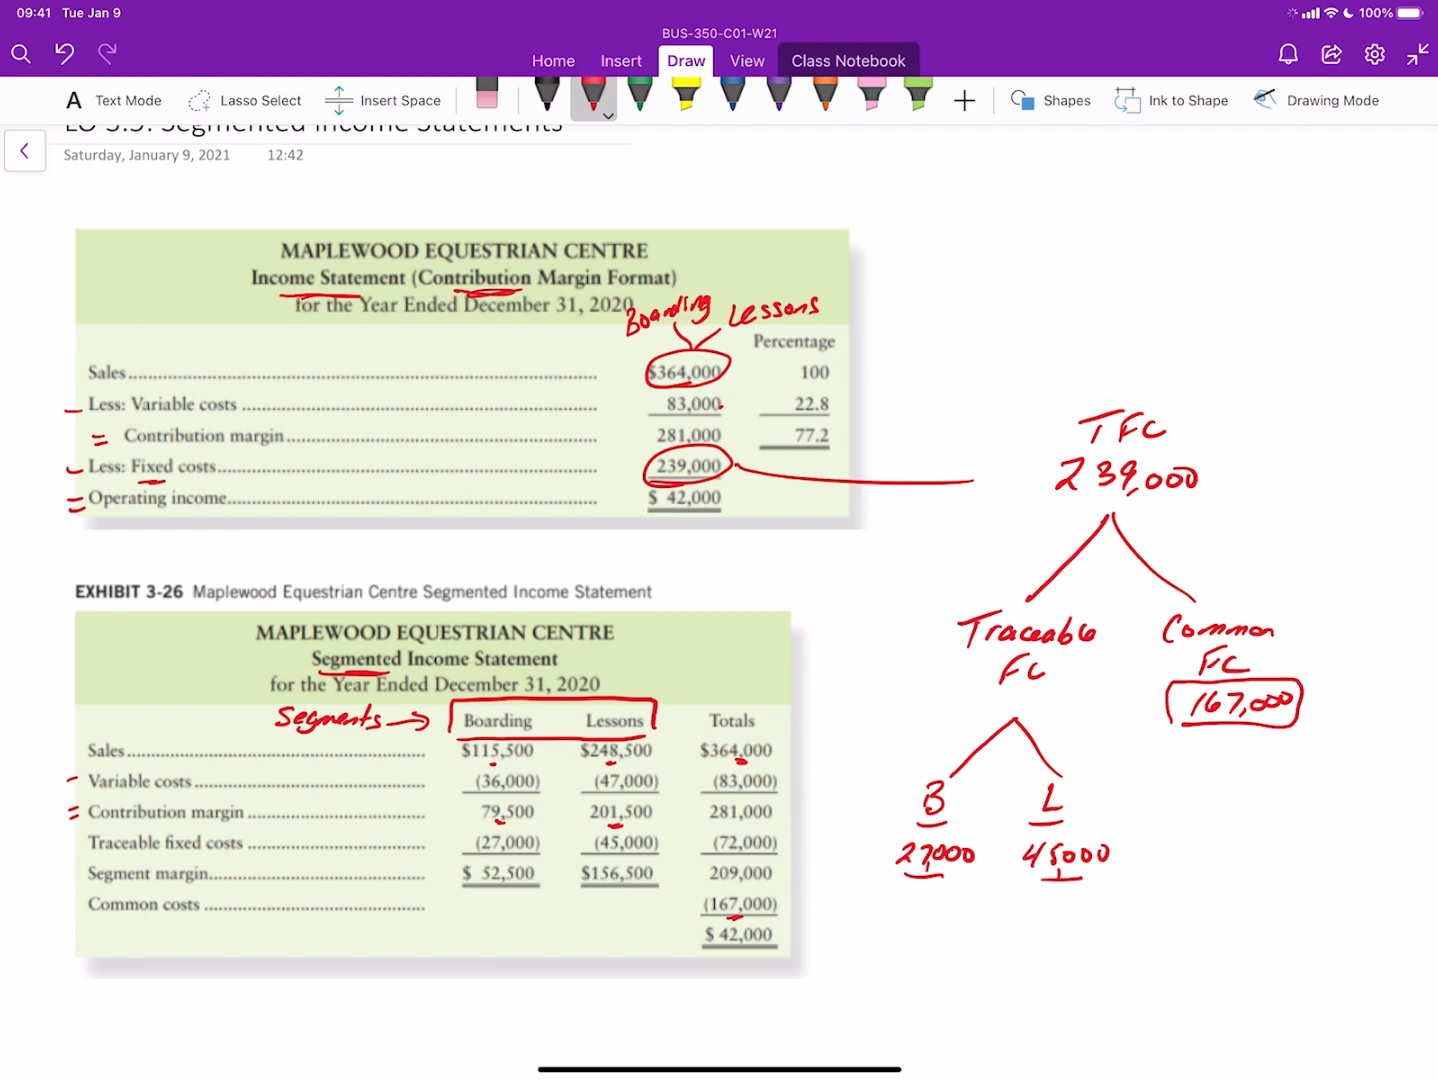 09:41 Tue Jan 9 100%
BUS-350-C01-W21
Home Insert Draw View Class Notebook
Text Mode Lasso Select Insert Space Shapes Ink to Shape Drawing Mode
LO 3.5: Segmented Income Statements
Saturday, January 9, 2021 12:42
MAPLEWOOD EQUESTRIAN CENTRE
Income Statement (Contribution Margin Format)
for the Year Ended December 31, 2020
Boarding Lessons
Percentage
Sales $364,000 100
Less: Variable costs 83,000 22.8
Contribution margin 281,000 77.2
Less: Fixed costs 239,000
Operating income $ 42,000
TFC
239,000
Traceable FC
Common FC
167,000
B L
27,000 45000
EXHIBIT 3-26 Maplewood Equestrian Centre Segmented Income Statement
MAPLEWOOD EQUESTRIAN CENTRE
Segmented Income Statement
for the Year Ended December 31, 2020
Segments → Boarding Lessons Totals
Sales $115,500 $248,500 $364,000
Variable costs (36,000) (47,000) (83,000)
Contribution margin 79,500 201,500 281,000
Traceable fixed costs (27,000) (45,000) (72,000)
Segment margin $ 52,500 $156,500 209,000
Common costs (167,000)
$ 42,000